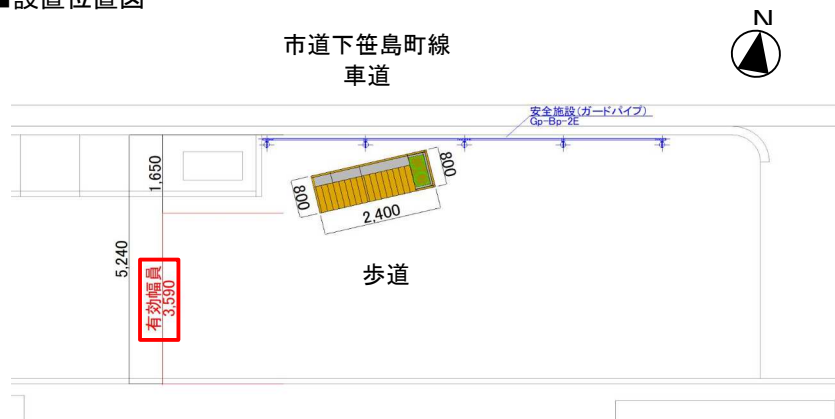 ■設置位置図
N
市道下笹島町線
車道
安全施設(ガードパイプ)
Gp-Bp-2E
1,650
800
800
2,400
5,240
有効幅員
3,590
歩道